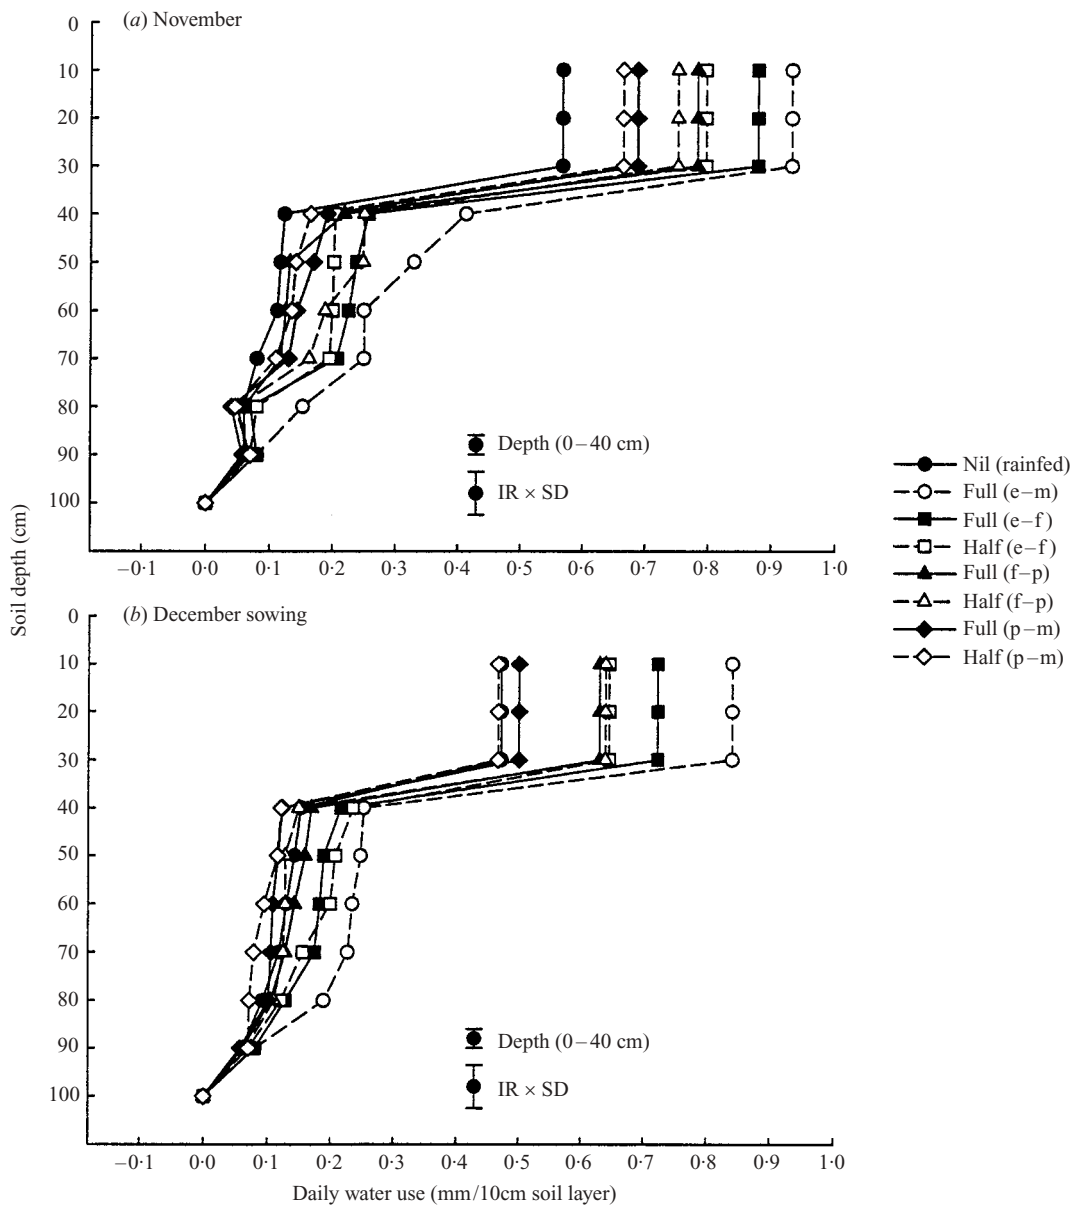 (a) November
0
10
20
30
40
50
60
70
80
90
100
Depth (0–40 cm)
IR × SD
–0·1 0·0 0·1 0·2 0·3 0·4 0·5 0·6 0·7 0·8 0·9 1·0
Soil depth (cm)
Nil (rainfed)
Full (e–m)
Full (e–f)
Half (e–f)
Full (f–p)
Half (f–p)
Full (p–m)
Half (p–m)
(b) December sowing
0
10
20
30
40
50
60
70
80
90
100
Depth (0–40 cm)
IR × SD
–0·1 0·0 0·1 0·2 0·3 0·4 0·5 0·6 0·7 0·8 0·9 1·0
Daily water use (mm/10cm soil layer)